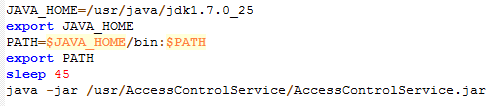 JAVA_HOME=/usr/java/jdk1.7.0_25
export JAVA_HOME
PATH=$JAVA_HOME/bin:$PATH
export PATH
sleep 45
java -jar /usr/AccessControlService/AccessControlService.jar